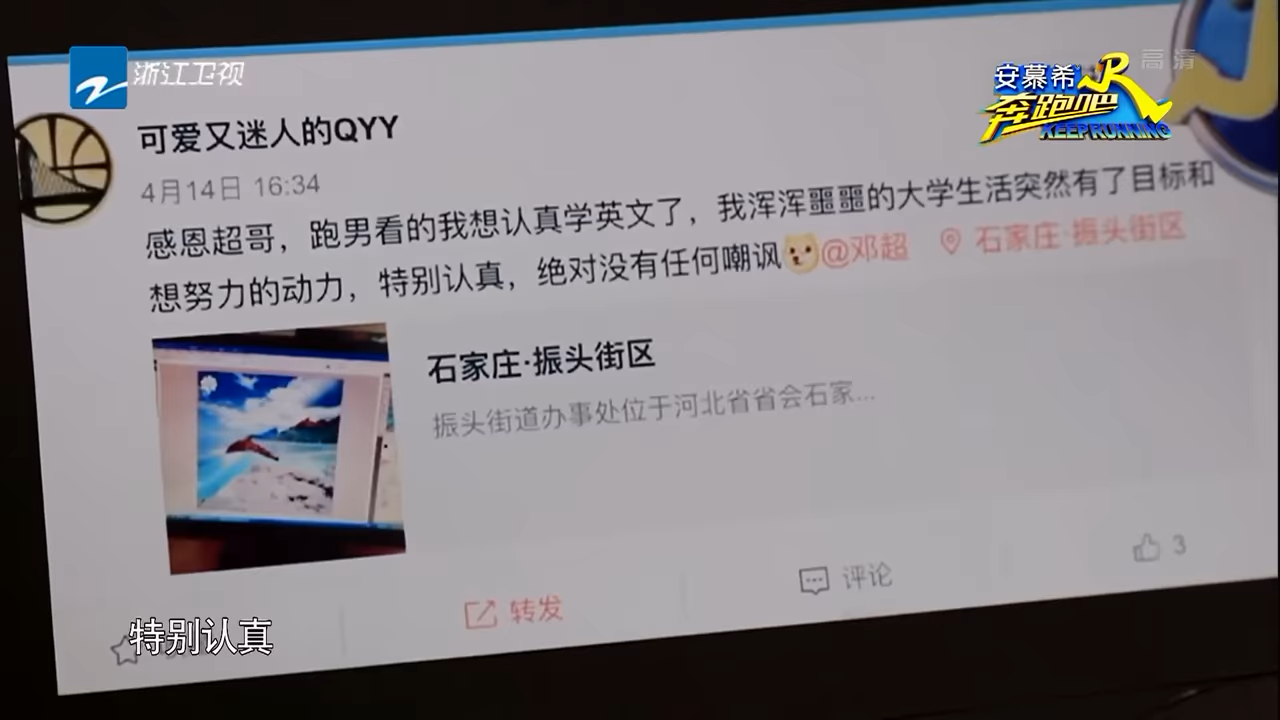 浙江卫视
安慕希
奔跑吧
KEEP RUNNING
高清
可爱又迷人的QYY
4月14日 16:34
感恩超哥，跑男看的我想认真学英文了，我浑浑噩噩的大学生活突然有了目标和
想努力的动力，特别认真，绝对没有任何嘲讽@邓超 石家庄·振头街区
石家庄·振头街区
振头街道办事处位于河北省省会石家...
转发
评论
3
特别认真